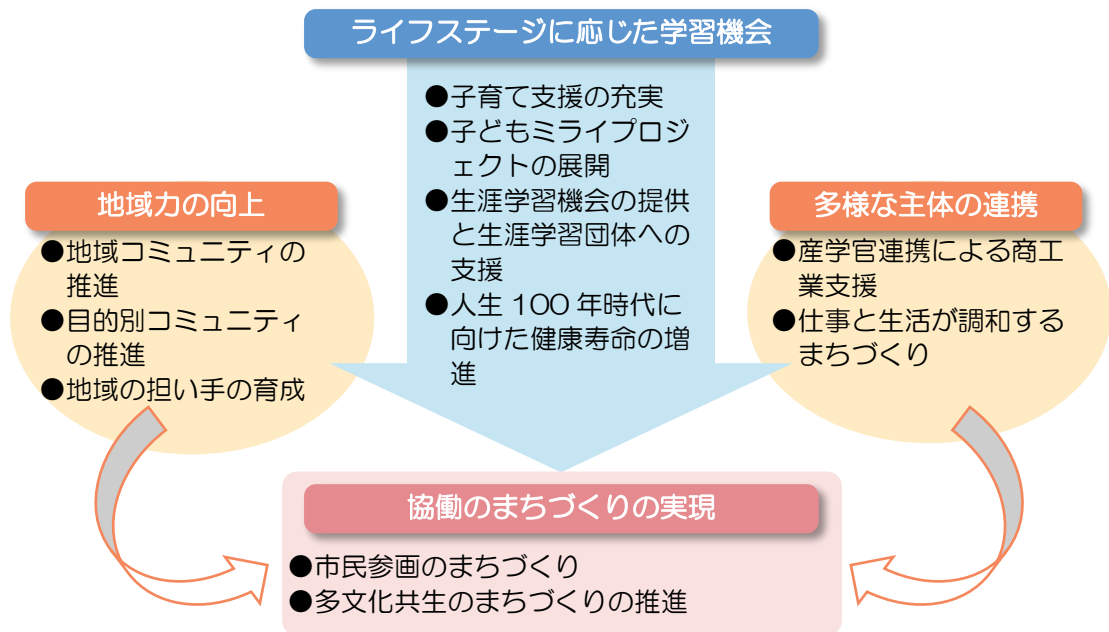 ライフステージに応じた学習機会
●子育て支援の充実
●子どもミライプロジ
ェクトの展開
●生涯学習機会の提供
と生涯学習団体への
支援
●人生 100 年時代に
向けた健康寿命の増
進
地域力の向上
●地域コミュニティの
推進
●目的別コミュニティ
の推進
●地域の担い手の育成
多様な主体の連携
●産学官連携による商工
業支援
●仕事と生活が調和する
まちづくり
協働のまちづくりの実現
●市民参画のまちづくり
●多文化共生のまちづくりの推進